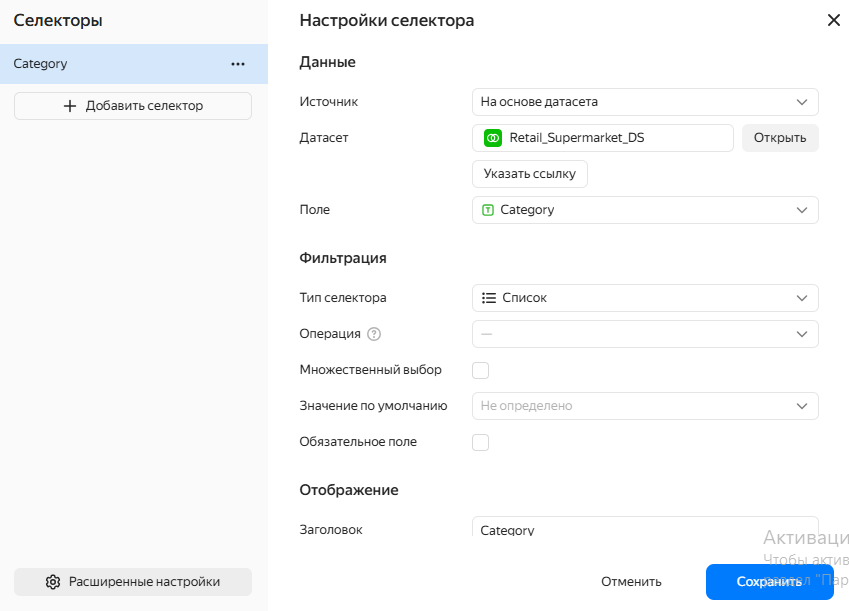 Селекторы
Category
Добавить селектор
Расширенные настройки
Настройки селектора
Данные
Источник
На основе датасета
Датасет
Retail_Supermarket_DS
Открыть
Указать ссылку
Поле
Category
Фильтрация
Тип селектора
Список
Операция
—
Множественный выбор
Значение по умолчанию
Не определено
Обязательное поле
Отображение
Заголовок
Category
Отменить
Сохранить
Активаци
Чтобы актив
раздел "Пар